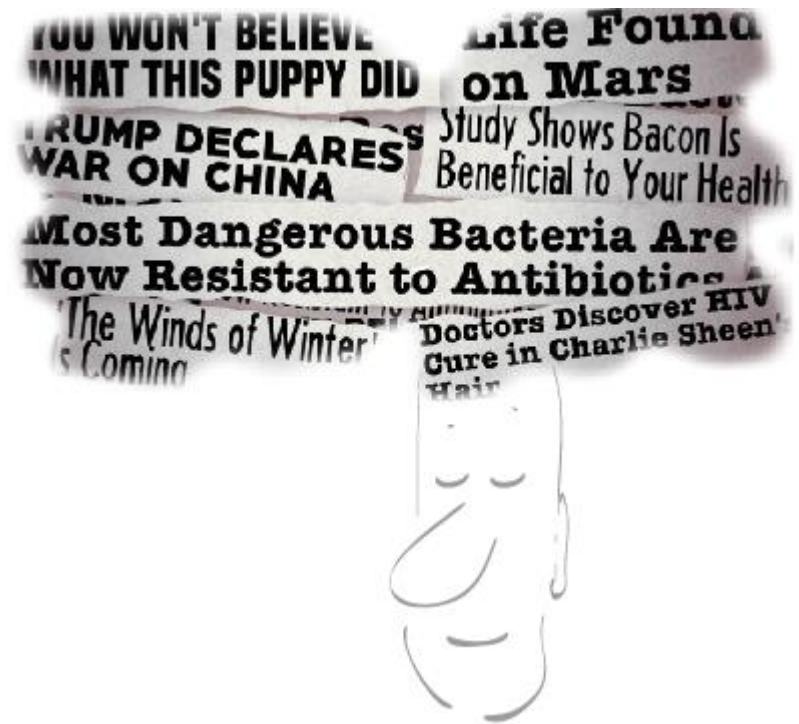 YOU WON'T BELIEVE
WHAT THIS PUPPY DID
Life Found
on Mars
TRUMP DECLARES
WAR ON CHINA
Study Shows Bacon Is
Beneficial to Your Health
Most Dangerous Bacteria Are
Now Resistant to Antibiotics
'The Winds of Winter'
Is Coming
Doctors Discover HIV
Cure in Charlie Sheen's
Hair